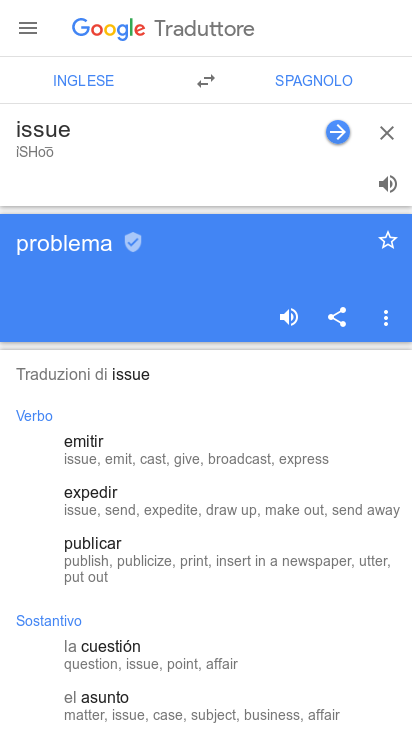 Google Traduttore
INGLESE SPAGNOLO
issue
iSHo͞o
problema
Traduzioni di issue
Verbo
emitir
issue, emit, cast, give, broadcast, express
expedir
issue, send, expedite, draw up, make out, send away
publicar
publish, publicize, print, insert in a newspaper, utter,
put out
Sostantivo
la cuestión
question, issue, point, affair
el asunto
matter, issue, case, subject, business, affair